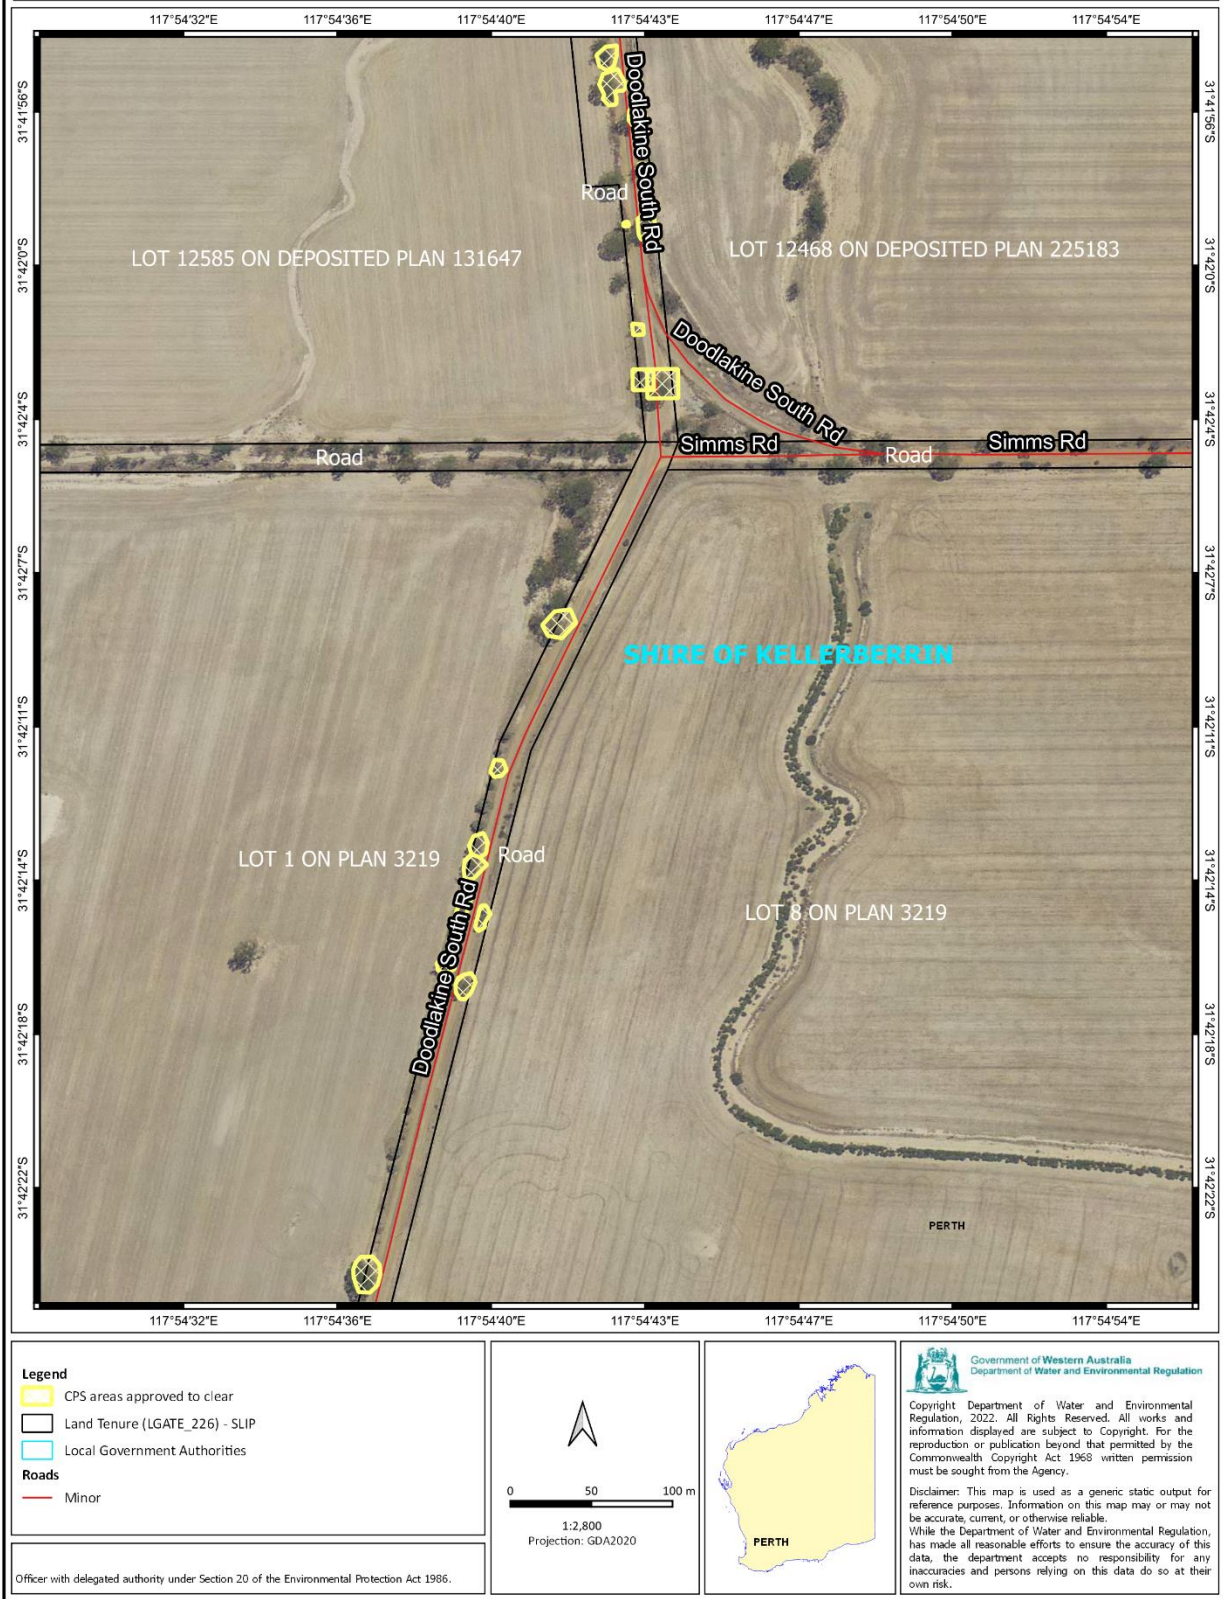 117°54'32"E 117°54'36"E 117°54'40"E 117°54'43"E 117°54'47"E 117°54'50"E 117°54'54"E
31°41'56"S
31°41'56"S
Doodlakine South Rd
Road
LOT 12585 ON DEPOSITED PLAN 131647
LOT 12468 ON DEPOSITED PLAN 225183
31°42'0"S
31°42'0"S
Doodlakine South Rd
31°42'4"S
31°42'4"S
Road
Simms Rd
Road
Simms Rd
31°42'7"S
31°42'7"S
SHIRE OF KELLERBERRIN
31°42'11"S
31°42'11"S
LOT 1 ON PLAN 3219
Road
31°42'14"S
31°42'14"S
LOT 8 ON PLAN 3219
Doodlakine South Rd
31°42'18"S
31°42'18"S
31°42'22"S
31°42'22"S
PERTH
117°54'32"E 117°54'36"E 117°54'40"E 117°54'43"E 117°54'47"E 117°54'50"E 117°54'54"E
Legend
CPS areas approved to clear
Land Tenure (LGATE_226) - SLIP
Local Government Authorities
Roads
Minor
Officer with delegated authority under Section 20 of the Environmental Protection Act 1986.
0 50 100 m
1:2,800
Projection: GDA2020
PERTH
Government of Western Australia
Department of Water and Environmental Regulation
Copyright Department of Water and Environmental
Regulation, 2022. All Rights Reserved. All works and
information displayed are subject to Copyright. For the
reproduction or publication beyond that permitted by the
Commonwealth Copyright Act 1968 written permission
must be sought from the Agency.
Disclaimer: This map is used as a generic static output for
reference purposes. Information on this map may or may not
be accurate, current, or otherwise reliable.
While the Department of Water and Environmental Regulation,
has made all reasonable efforts to ensure the accuracy of this
data, the department accepts no responsibility for any
inaccuracies and persons relying on this data do so at their
own risk.